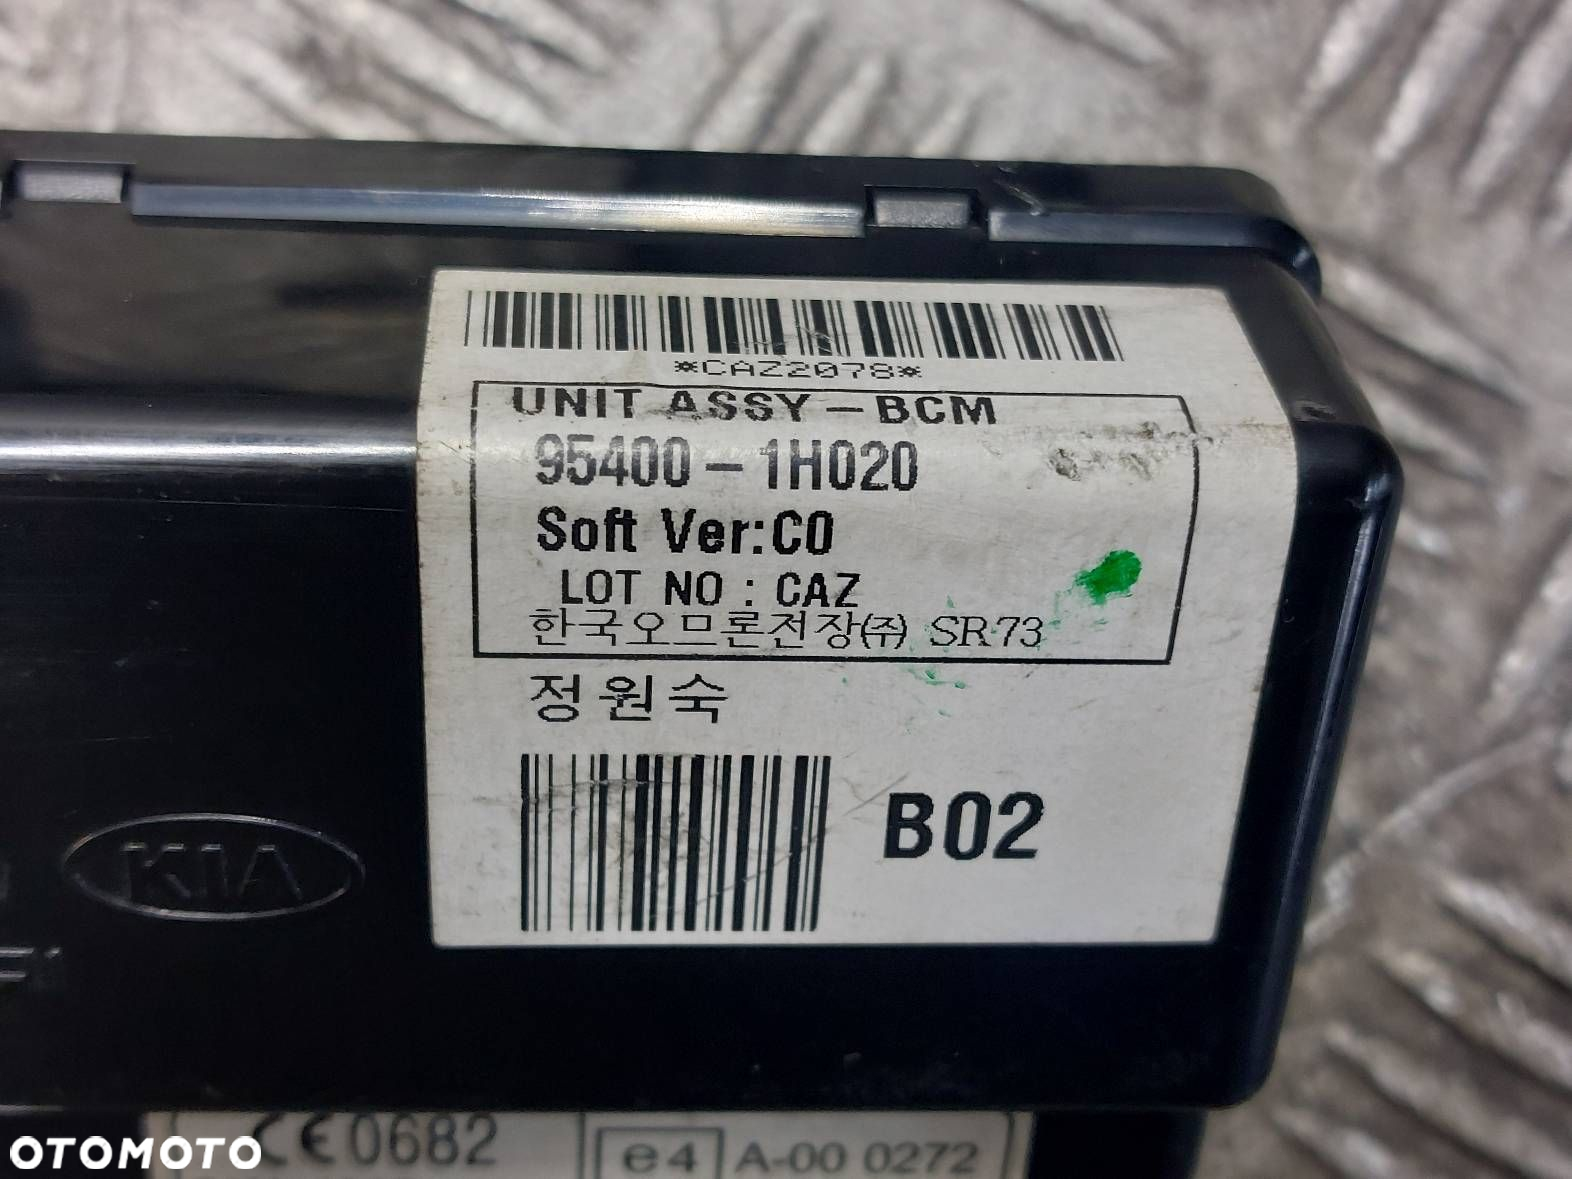 *CAZ2078*
UNIT ASSY-BCM
95400-1H020
Soft Ver:C0
LOT NO : CAZ
한국오므론전장㈜ SR73
정원숙
B02
KIA
CE0682
e4 A-00 0272
OTOMOTO